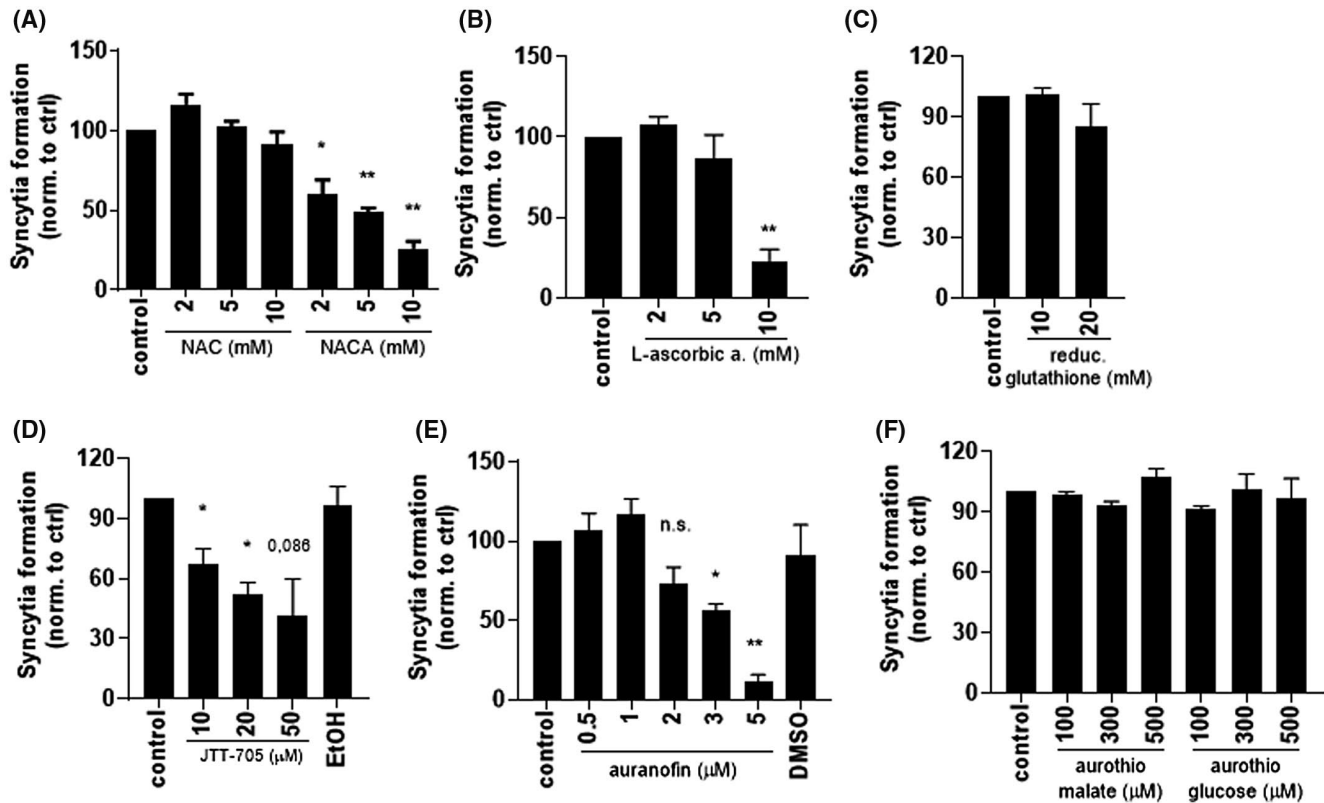 (A)
Syncytia formation
(norm. to ctrl)
150
100
50
0
*
**
**
control
2
5
10
2
5
10
NAC (mM)
NACA (mM)
(B)
Syncytia formation
(norm. to ctrl)
150
100
50
0
**
control
2
5
10
L-ascorbic a. (mM)
(C)
Syncytia formation
(norm. to ctrl)
120
90
60
30
0
control
10
20
reduc.
glutathione (mM)
(D)
Syncytia formation
(norm. to ctrl)
120
90
60
30
0
*
*
0,086
control
10
20
50
EtOH
JTT-705 (μM)
(E)
Syncytia formation
(norm. to ctrl)
150
100
50
0
n.s.
*
**
control
0.5
1
2
3
5
DMSO
auranofin (μM)
(F)
Syncytia formation
(norm. to ctrl)
120
90
60
30
0
control
100
300
500
100
300
500
aurothio
malate (μM)
aurothio
glucose (μM)